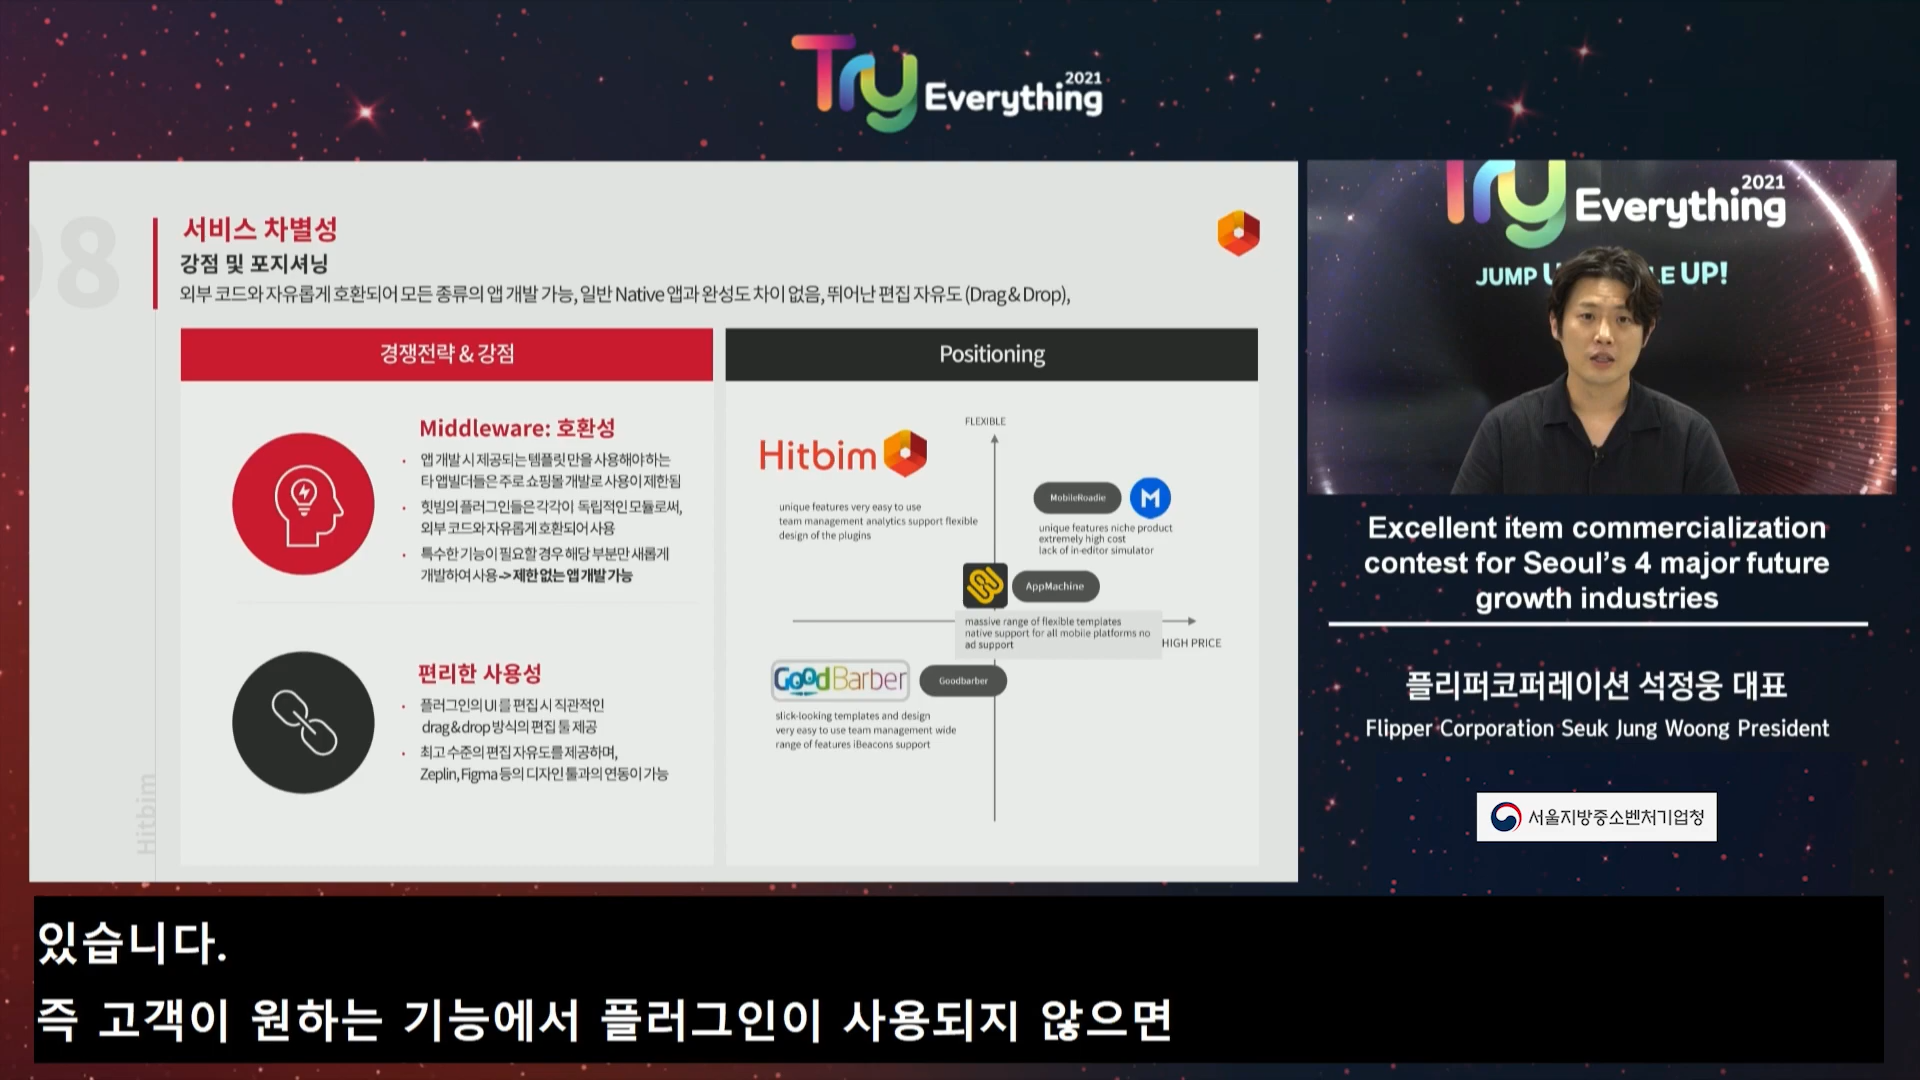 Try Everything 2021
08
서비스 차별성
강점 및 포지셔닝
외부 코드와 자유롭게 호환되어 모든 종류의 앱 개발 가능, 일반 Native 앱과 완성도 차이 없음, 뛰어난 편집 자유도 (Drag & Drop),
경쟁전략 & 강점
Middleware: 호환성
• 앱 개발 시 제공되는 템플릿 만을 사용해야 하는
타 앱빌더들은 주로 쇼핑몰 개발로 사용이 제한됨
• 힛빔의 플러그인들은 각각이 독립적인 모듈로써,
외부 코드와 자유롭게 호환되어 사용
• 특수한 기능이 필요할 경우 해당 부분만 새롭게
개발하여 사용 -> 제한 없는 앱 개발 가능
편리한 사용성
• 플러그인의 UI 를 편집 시 직관적인
drag & drop 방식의 편집 툴 제공
• 최고 수준의 편집 자유도를 제공하며,
Zeplin, Figma 등의 디자인 툴과의 연동이 가능
Hitbim
Positioning
FLEXIBLE
Hitbim
unique features very easy to use
team management analytics support flexible
design of the plugins
MobileRoadie
M
unique features niche product
extremely high cost
lack of in-editor simulator
AppMachine
massive range of flexible templates
native support for all mobile platforms no
ad support
HIGH PRICE
GoodBarber
Goodbarber
slick-looking templates and design
very easy to use team management wide
range of features iBeacons support
Try Everything 2021
JUMP U LE UP!
Excellent item commercialization
contest for Seoul's 4 major future
growth industries
플리퍼코퍼레이션 석정웅 대표
Flipper Corporation Seuk Jung Woong President
서울지방중소벤처기업청
있습니다.
즉 고객이 원하는 기능에서 플러그인이 사용되지 않으면